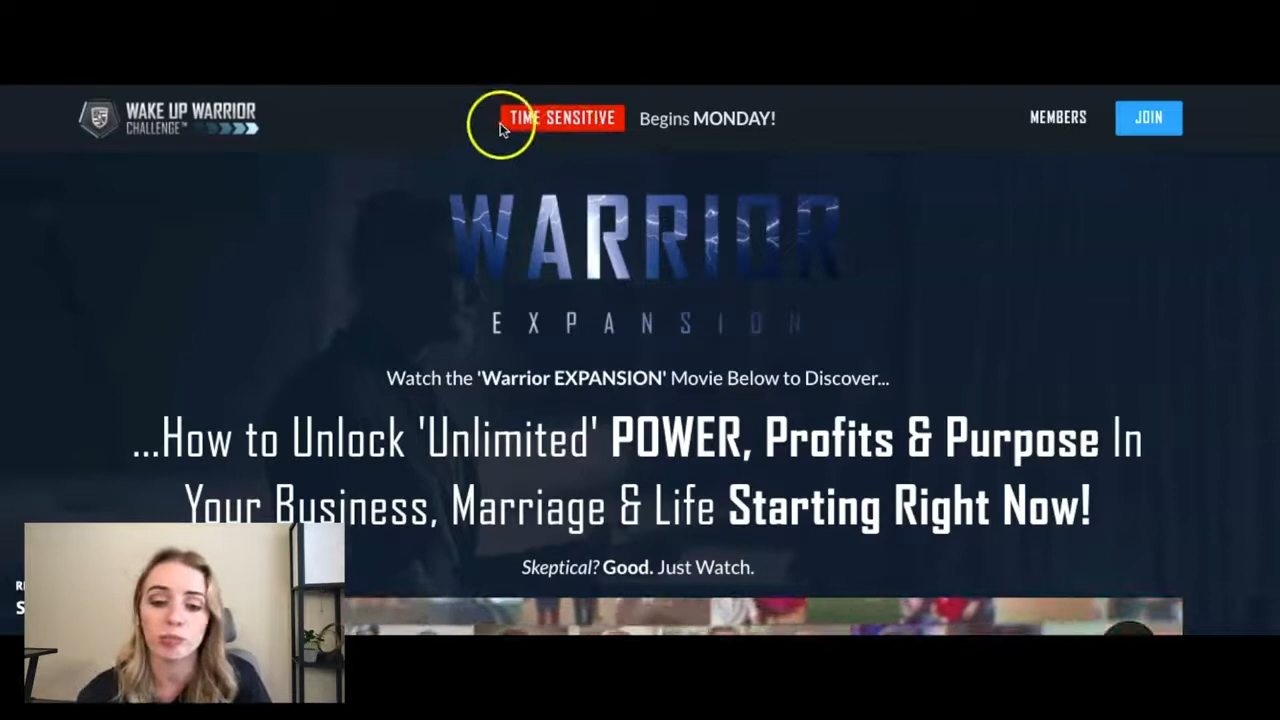 WAKE UP WARRIOR
CHALLENGE™
TIME SENSITIVE
Begins MONDAY!
MEMBERS
JOIN
WARRIOR
EXPANSION
Watch the 'Warrior EXPANSION' Movie Below to Discover...
...How to Unlock 'Unlimited' POWER, Profits & Purpose In
Your Business, Marriage & Life Starting Right Now!
Skeptical? Good. Just Watch.